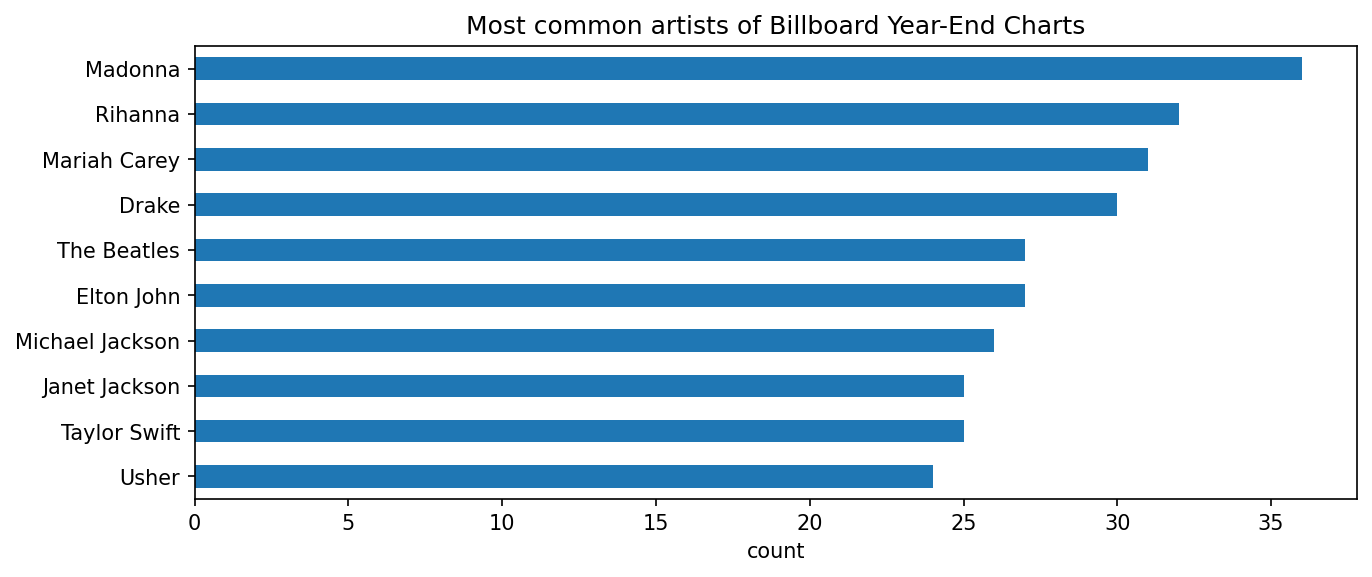 Most common artists of Billboard Year-End Charts
Madonna
Rihanna
Mariah Carey
Drake
The Beatles
Elton John
Michael Jackson
Janet Jackson
Taylor Swift
Usher
0 5 10 15 20 25 30 35
count